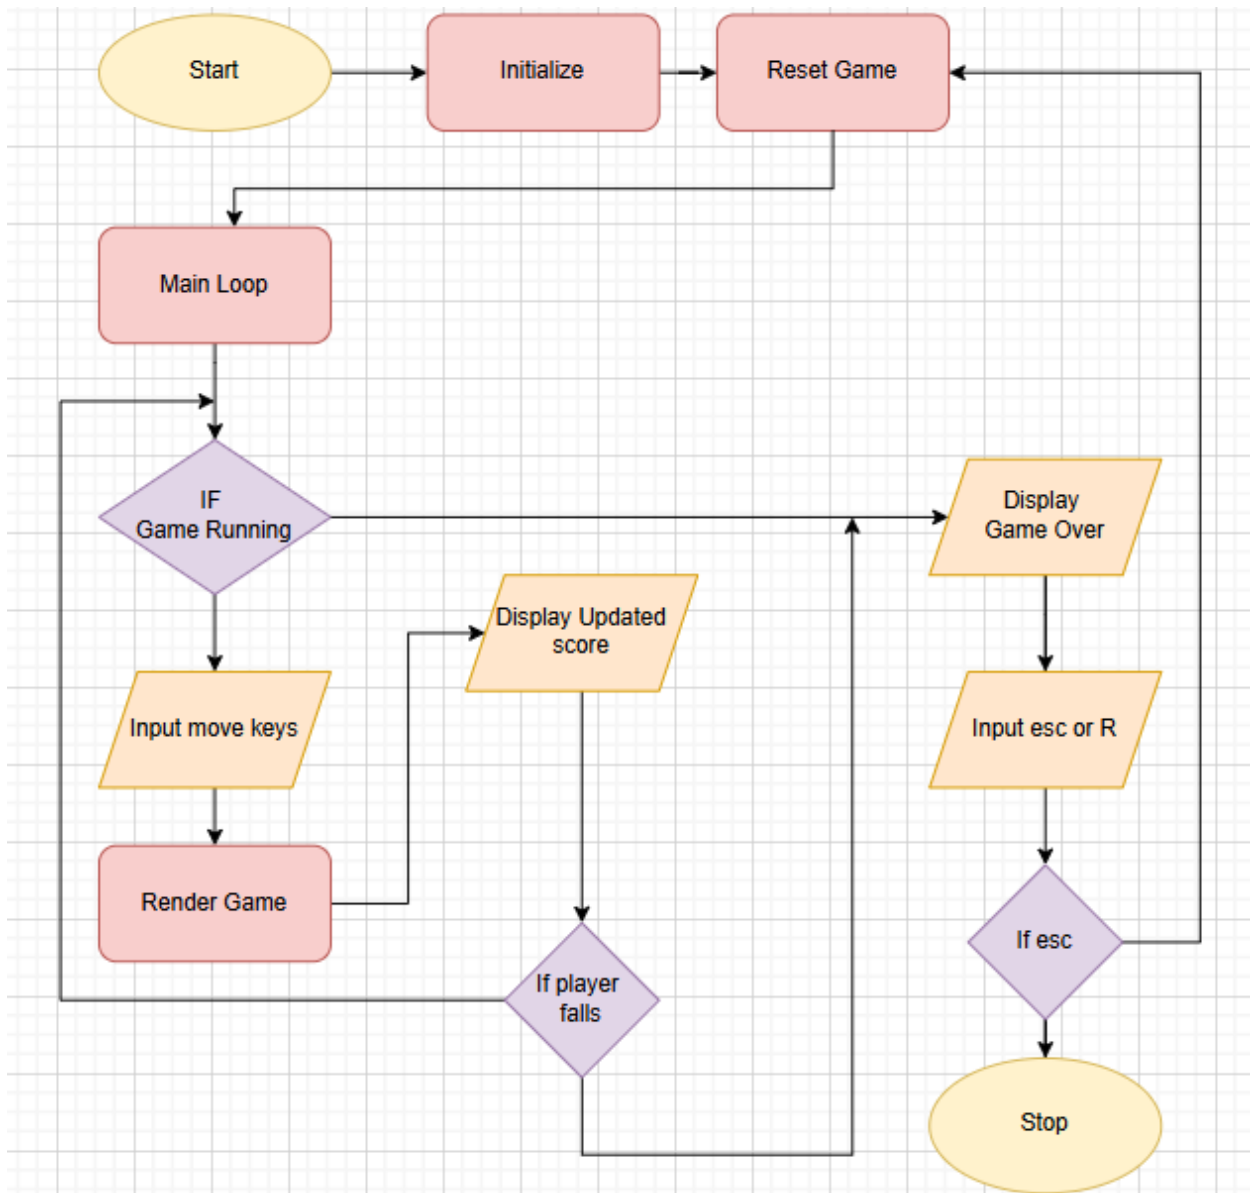 Start
Initialize
Reset Game
Main Loop
IF
Game Running
Display
Game Over
Display Updated
score
Input move keys
Input esc or R
Render Game
If esc
If player
falls
Stop